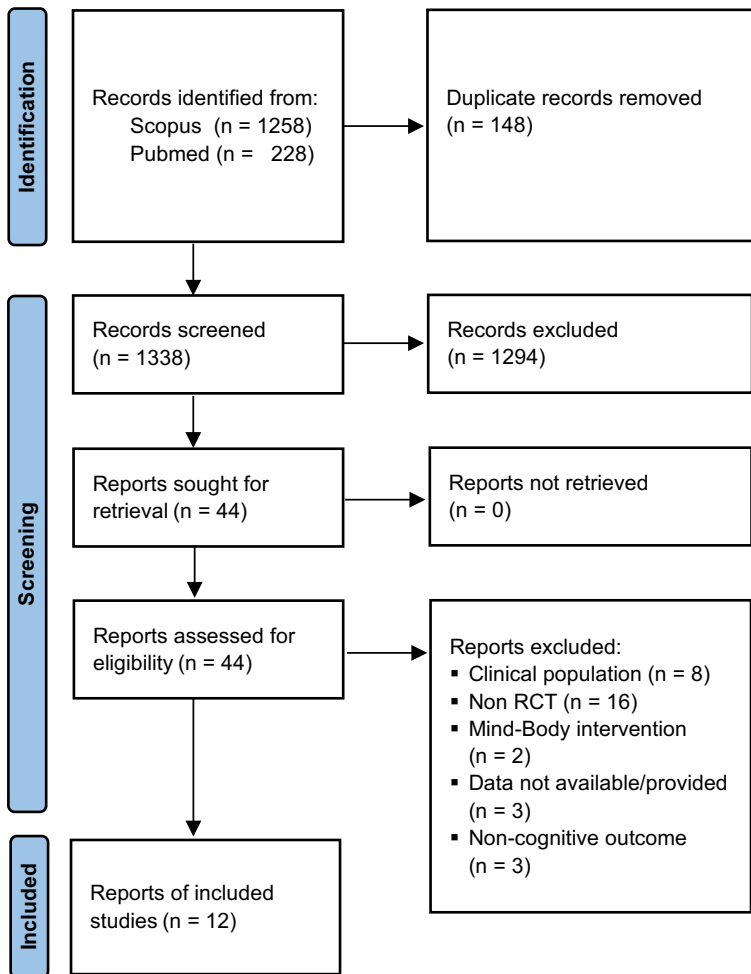 Identification
Records identified from:
Scopus (n = 1258)
Pubmed (n = 228)
Duplicate records removed
(n = 148)
Screening
Records screened
(n = 1338)
Records excluded
(n = 1294)
Reports sought for
retrieval (n = 44)
Reports not retrieved
(n = 0)
Reports assessed for
eligibility (n = 44)
Reports excluded:
▪ Clinical population (n = 8)
▪ Non RCT (n = 16)
▪ Mind-Body intervention
(n = 2)
▪ Data not available/provided
(n = 3)
▪ Non-cognitive outcome
(n = 3)
Included
Reports of included
studies (n = 12)